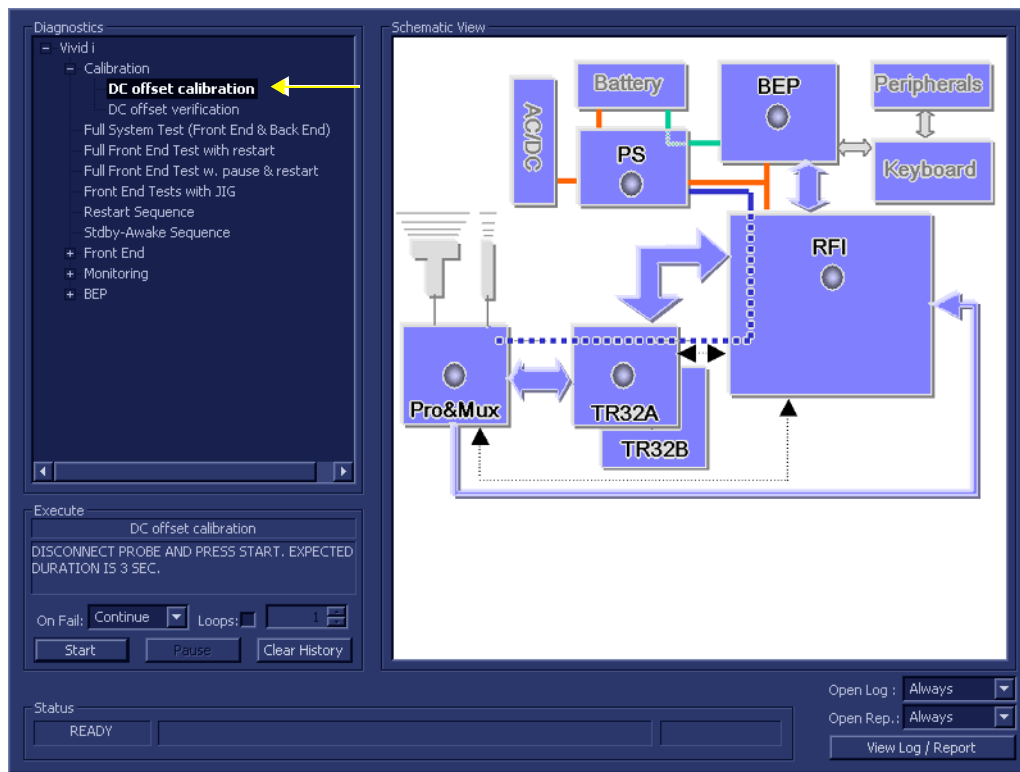 Diagnostics
Vivid i
Calibration
DC offset calibration
DC offset verification
Full System Test (Front End & Back End)
Full Front End Test with restart
Full Front End Test w. pause & restart
Front End Tests with JIG
Restart Sequence
Stdby-Awake Sequence
Front End
Monitoring
BEP
Execute
DC offset calibration
DISCONNECT PROBE AND PRESS START. EXPECTED
DURATION IS 3 SEC.
On Fail: Continue Loops: 1
Start Pause Clear History
Schematic View
Battery
BEP
Peripherals
AC/DC
PS
Keyboard
RFI
Pro&Mux
TR32A
TR32B
Status
READY
Open Log : Always
Open Rep.: Always
View Log / Report